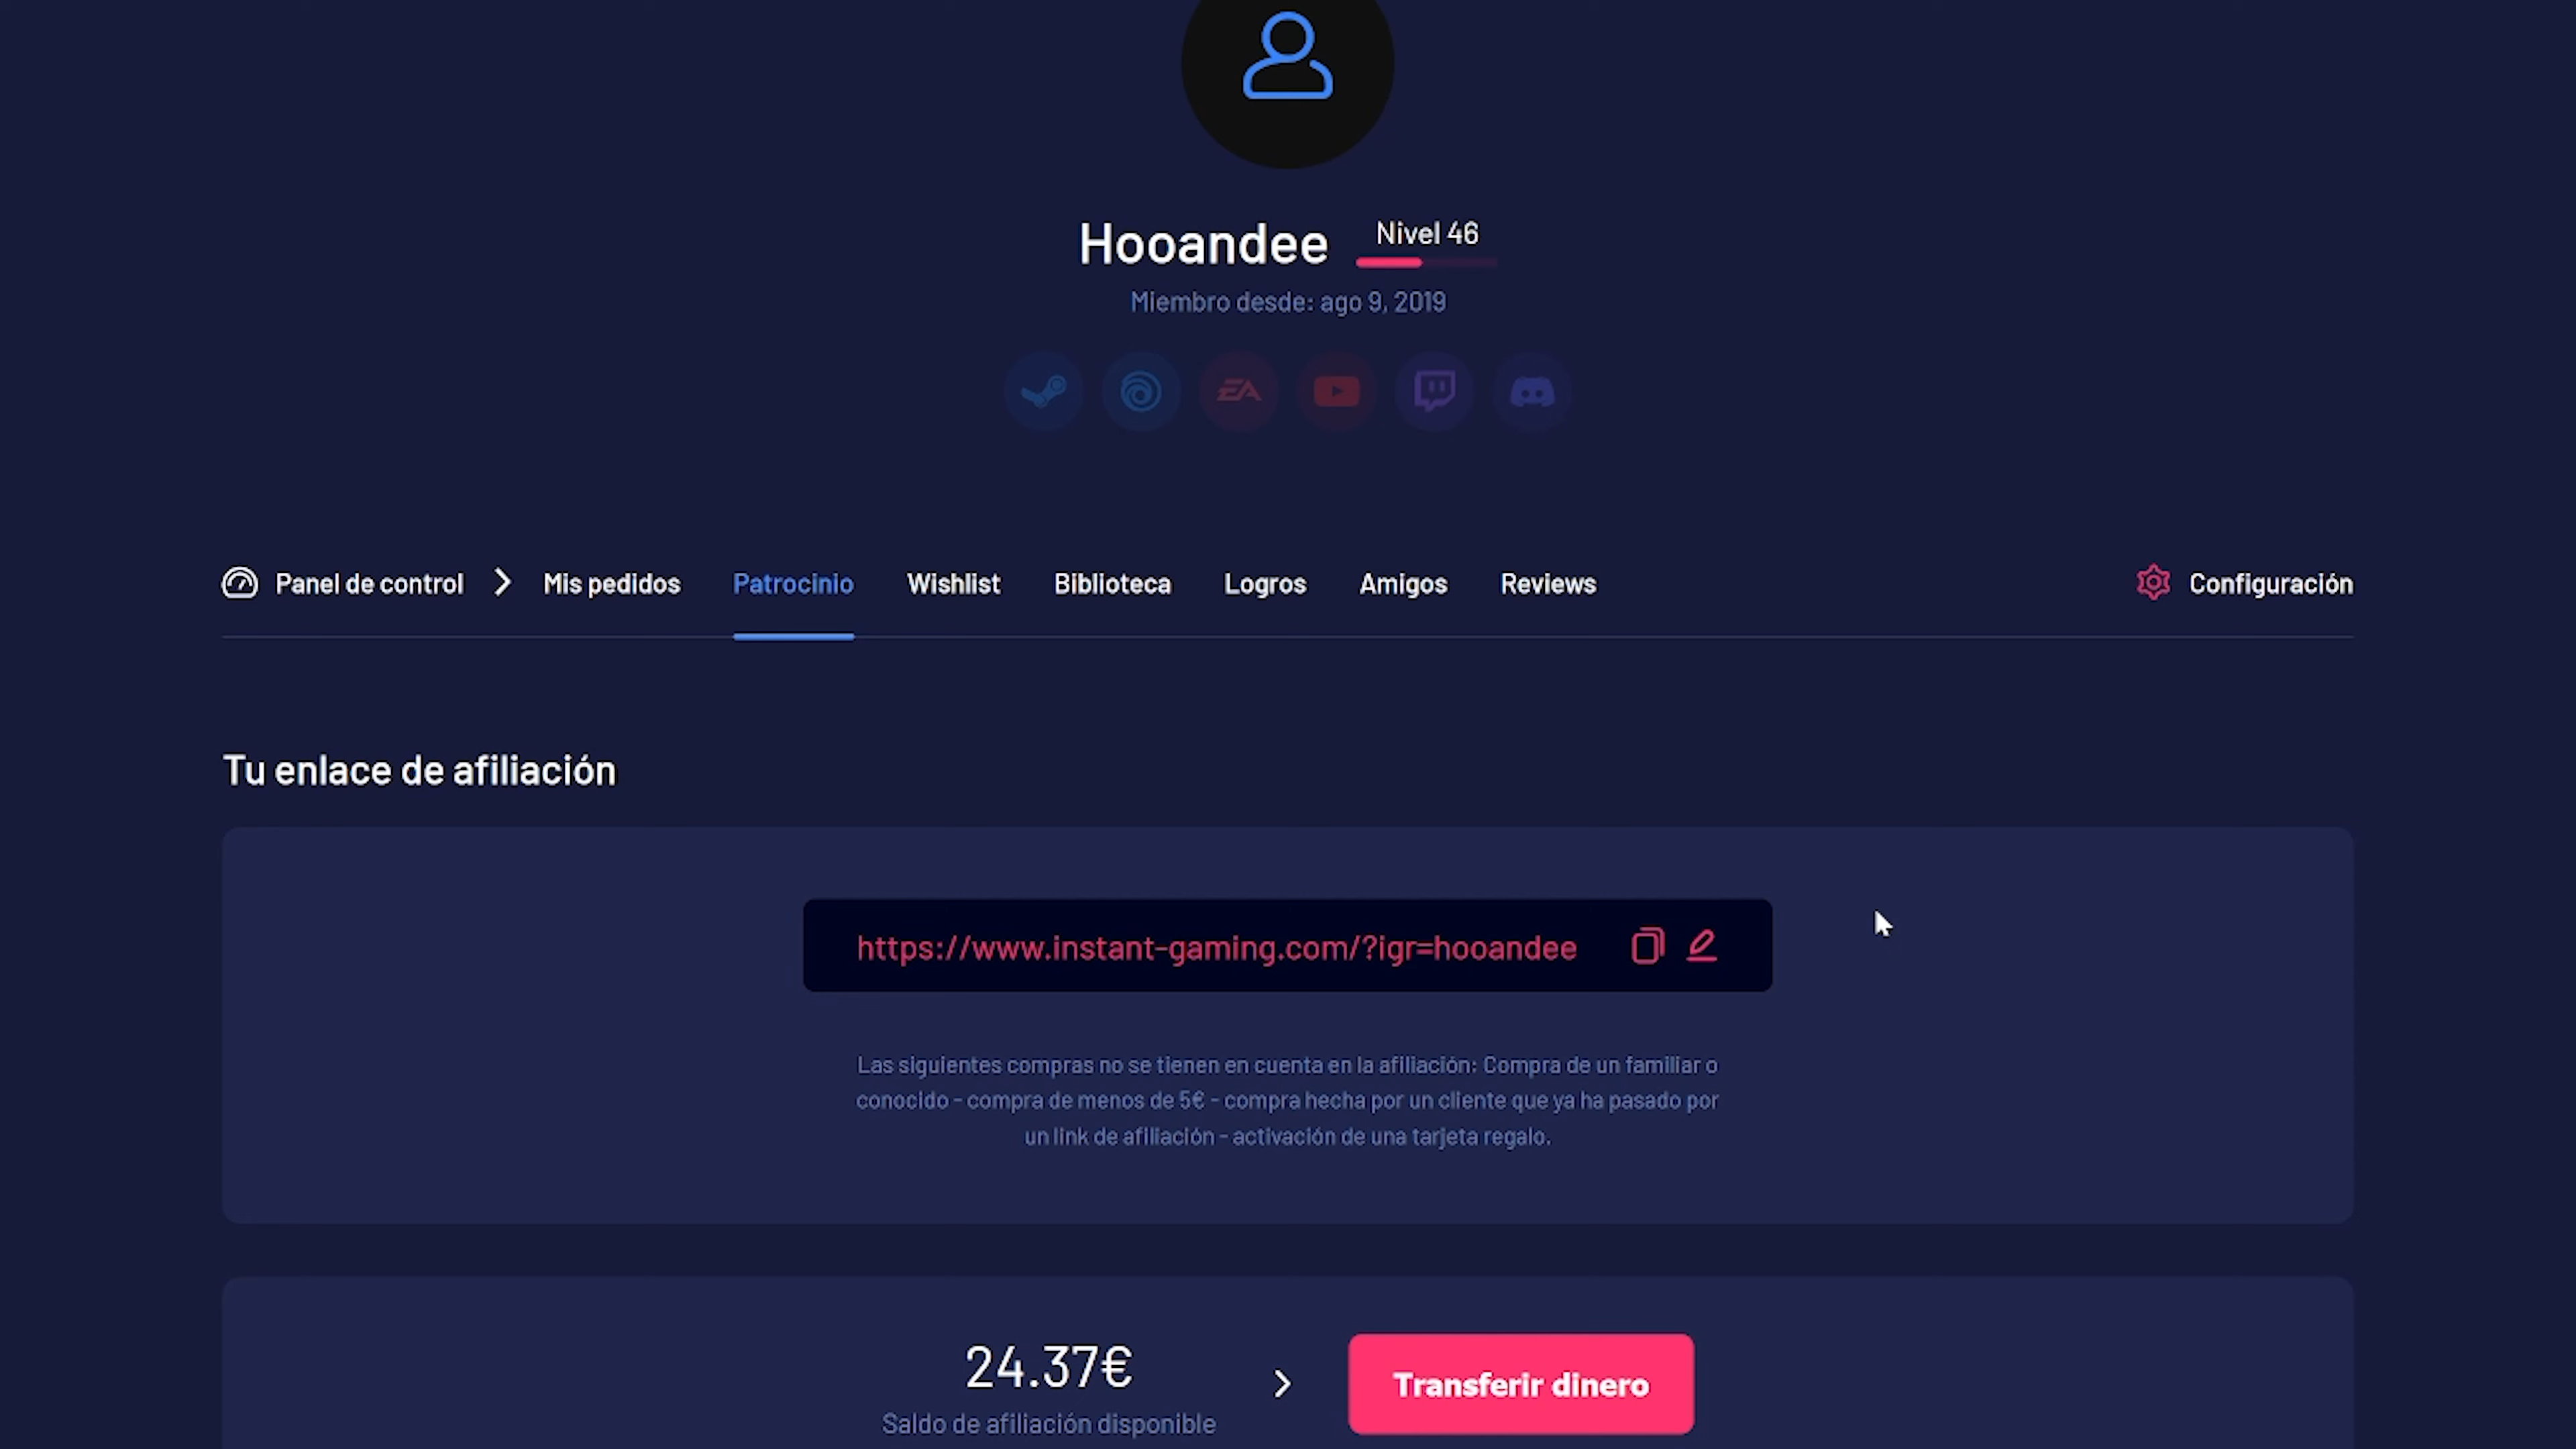 Hooandee
Nivel 46
Miembro desde: ago 9, 2019
EA
Panel de control
Mis pedidos
Patrocinio
Wishlist
Biblioteca
Logros
Amigos
Reviews
Configuración
Tu enlace de afiliación
https://www.instant-gaming.com/?igr=hooandee
Las siguientes compras no se tienen en cuenta en la afiliación: Compra de un familiar o
conocido - compra de menos de 5€ - compra hecha por un cliente que ya ha pasado por
un link de afiliación - activación de una tarjeta regalo.
24.37€
Saldo de afiliación disponible
Transferir dinero